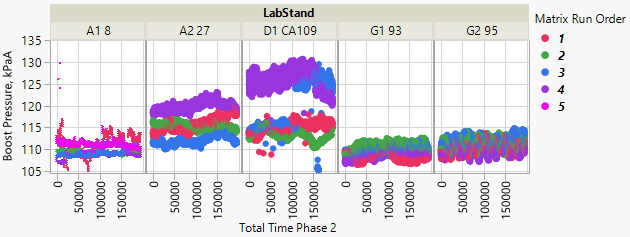 LabStand
A1 8 A2 27 D1 CA109 G1 93 G2 95
Matrix Run Order
1
2
3
4
5
Boost Pressure, kPaA
135
130
125
120
115
110
105
0 50000 100000 150000 0 50000 100000 150000 0 50000 100000 150000 0 50000 100000 150000 0 50000 100000 150000
Total Time Phase 2